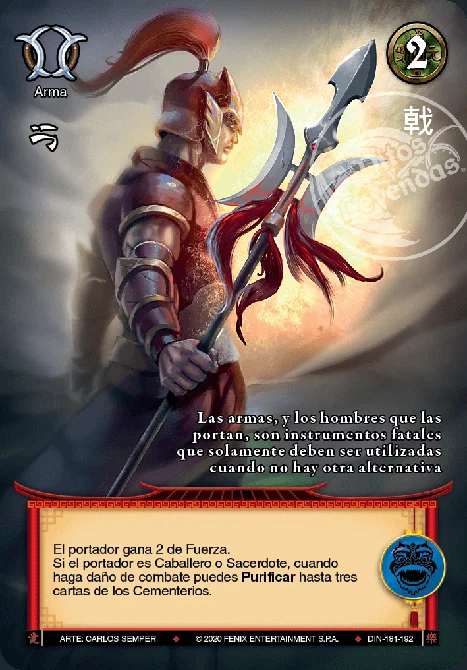 2
Arma
戟
Mitos
Leyendas.
Las armas, y los hombres que las
portan, son instrumentos fatales
que solamente deben ser utilizadas
cuando no hay otra alternativa
El portador gana 2 de Fuerza.
Si el portador es Caballero o Sacerdote, cuando
haga daño de combate puedes Purificar hasta tres
cartas de los Cementerios.
ARTE: CARLOS SEMPER ◆ © 2020 FENIX ENTERTAINMENT S.P.A. ◆ DIN-181-192